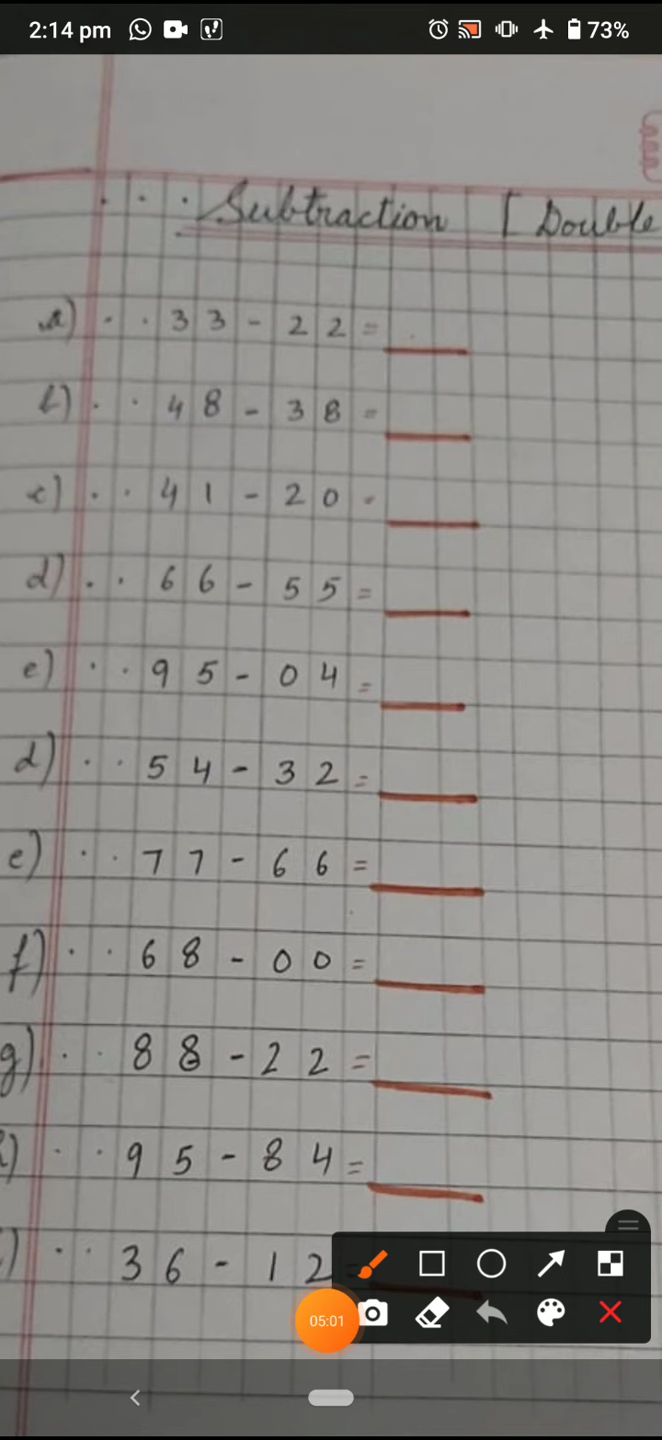 2:14 pm 73%
Subtraction [ Double
a) . . 33 - 22 =
b) . . 48 - 38 =
c) . . 41 - 20 =
d) . . 66 - 55 =
e) . . 95 - 04 =
d) . . 54 - 32 =
e) . . 77 - 66 =
f) . . 68 - 00 =
g) . . 88 - 22 =
) . . 95 - 84 =
) . . 36 - 12
05:01